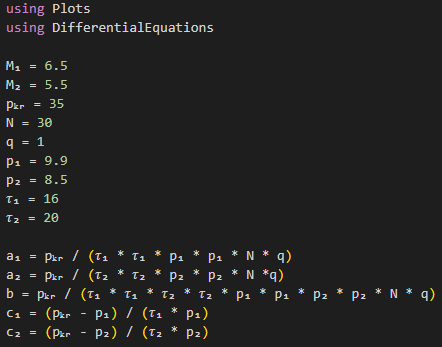 using Plots
using DifferentialEquations
M₁ = 6.5
M₂ = 5.5
pₖᵣ = 35
N = 30
q = 1
p₁ = 9.9
p₂ = 8.5
τ₁ = 16
τ₂ = 20
a₁ = pₖᵣ / (τ₁ * τ₁ * p₁ * p₁ * N * q)
a₂ = pₖᵣ / (τ₂ * τ₂ * p₂ * p₂ * N *q)
b = pₖᵣ / (τ₁ * τ₁ * τ₂ * τ₂ * p₁ * p₁ * p₂ * p₂ * N * q)
c₁ = (pₖᵣ - p₁) / (τ₁ * p₁)
c₂ = (pₖᵣ - p₂) / (τ₂ * p₂)